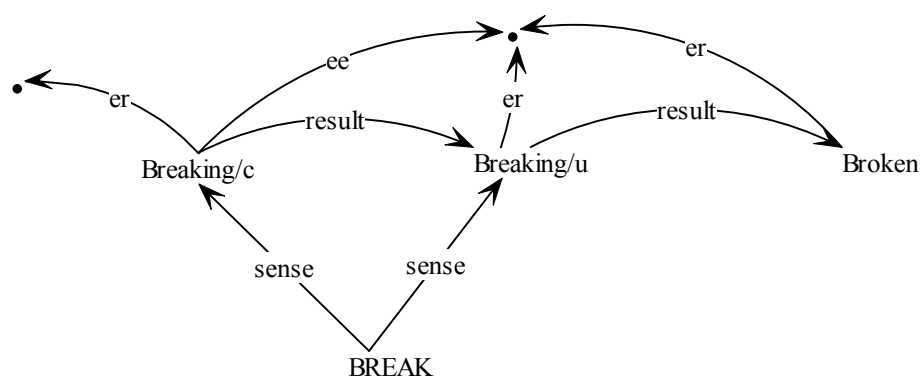 ee
er
er
er
result
result
Breaking/c
Breaking/u
Broken
sense
sense
BREAK